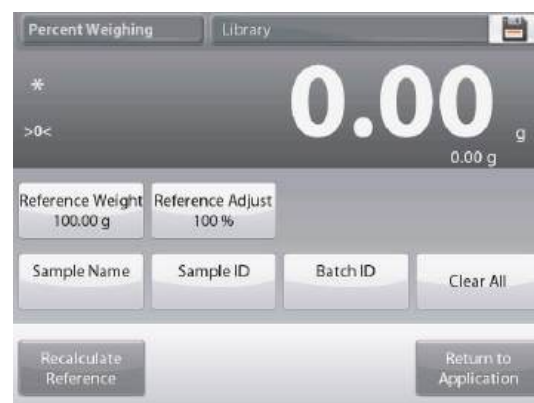 Percent Weighing
Library
*
>0<
0.00 g
0.00 g
Reference Weight
100.00 g
Reference Adjust
100 %
Sample Name
Sample ID
Batch ID
Clear All
Recalculate
Reference
Return to
Application